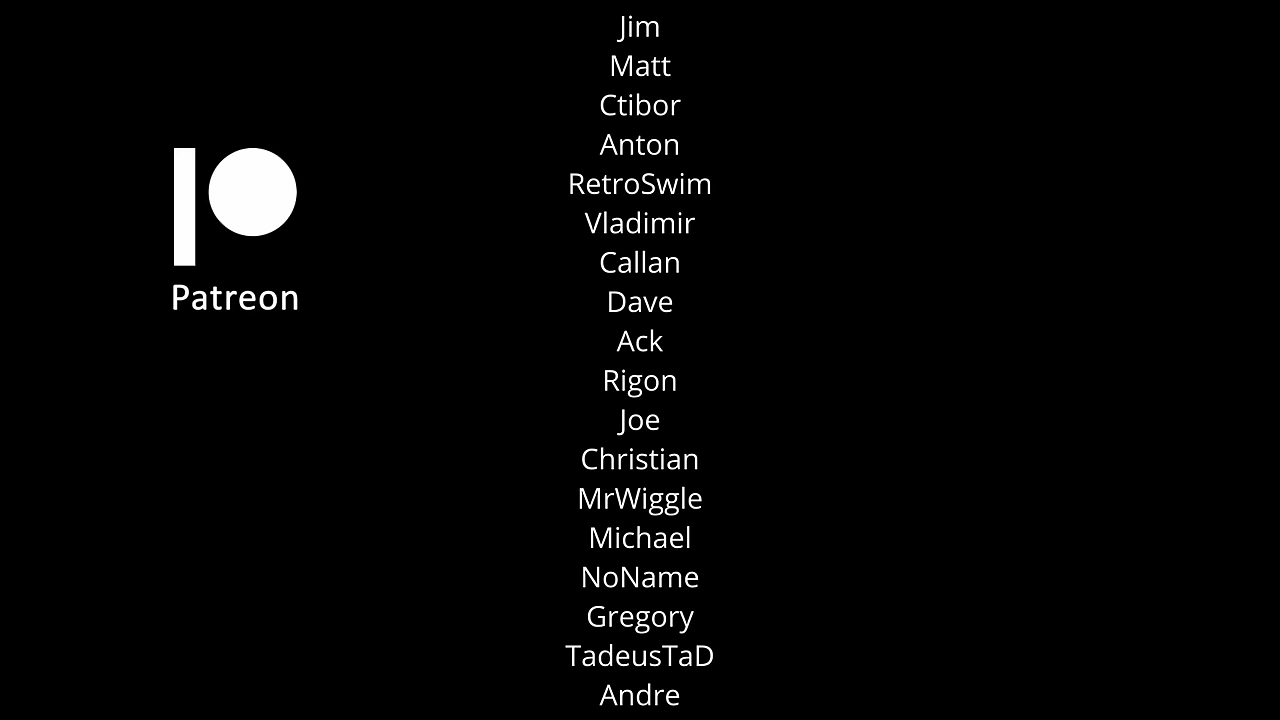 Jim
Matt
Ctibor
Anton
RetroSwim
Vladimir
Callan
Dave
Ack
Rigon
Joe
Christian
MrWiggle
Michael
NoName
Gregory
TadeusTaD
Andre
Patreon